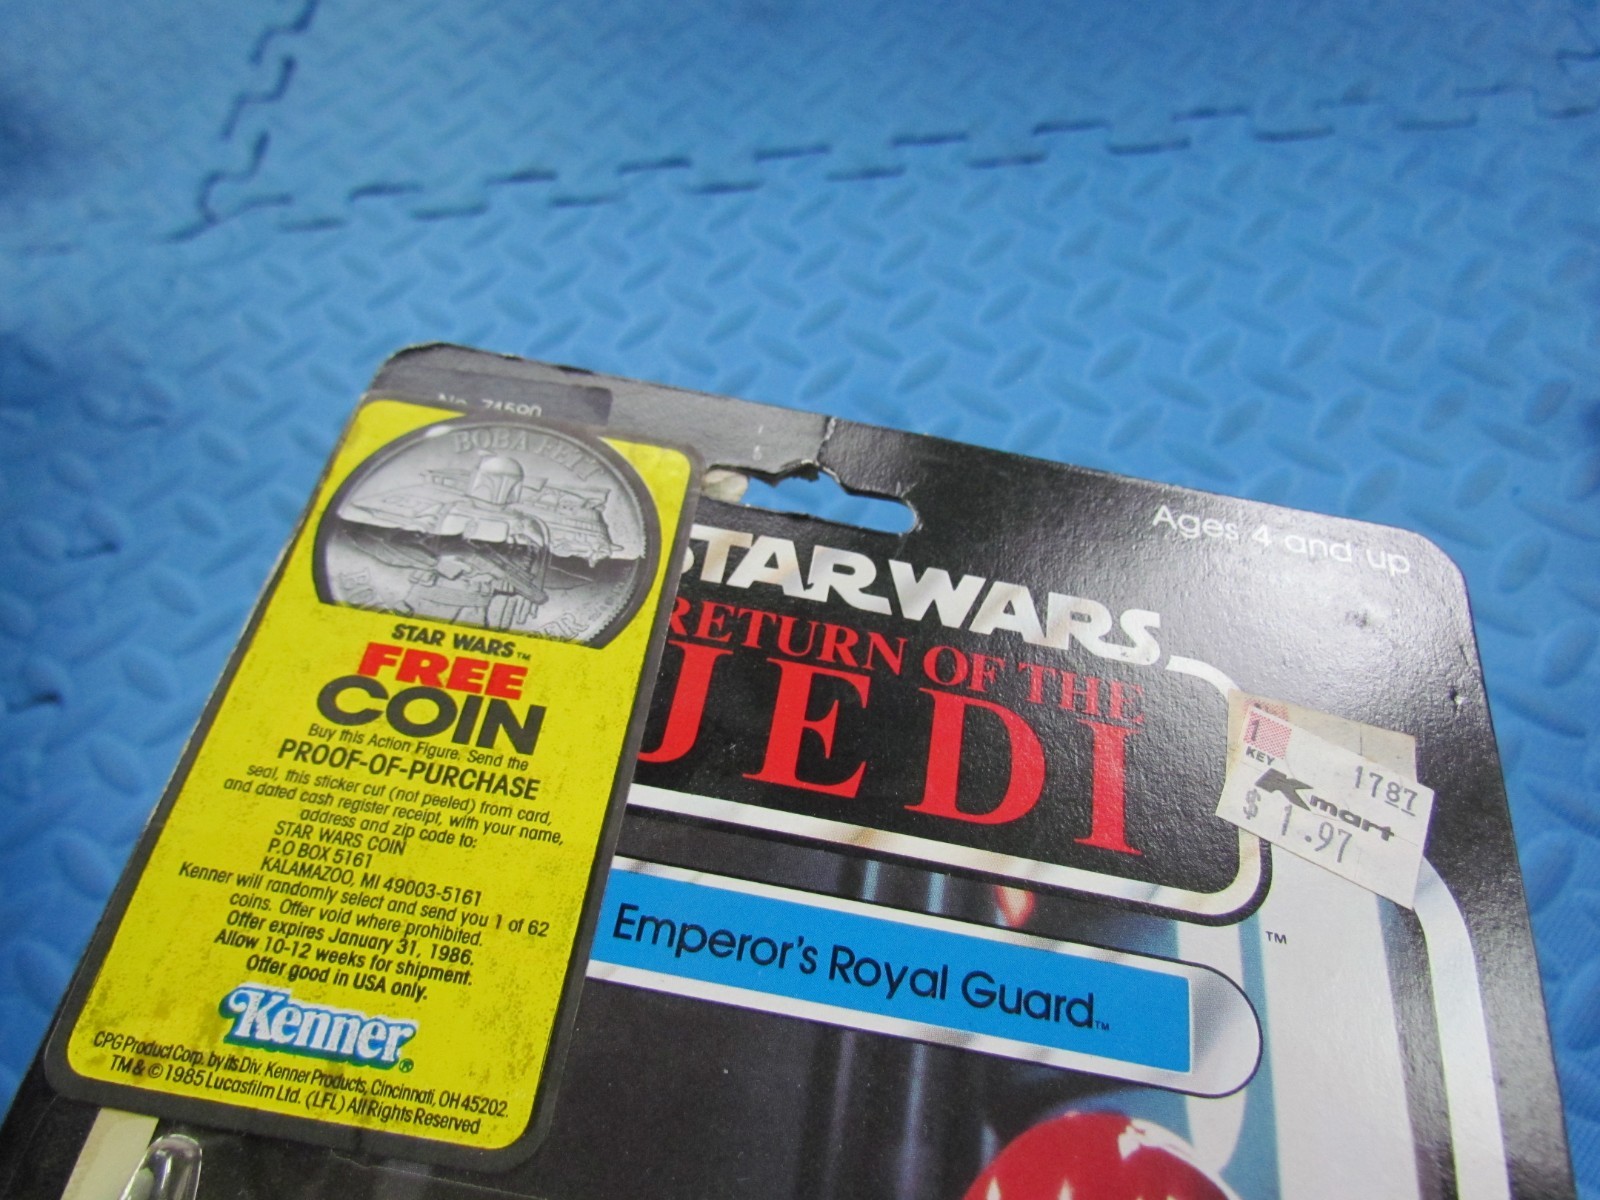 No. 71680
BOBA FETT
STAR WARS™
FREE
COIN
Buy this Action Figure. Send the
PROOF-OF-PURCHASE
seal, this sticker cut (not peeled) from card,
and dated cash register receipt, with your name,
address and zip code to:
STAR WARS COIN
P.O BOX 5161
KALAMAZOO, MI 49003-5161
Kenner will randomly select and send you 1 of 62
coins. Offer void where prohibited.
Offer expires January 31, 1986.
Allow 10-12 weeks for shipment.
Offer good in USA only.
Kenner®
CPG Product Corp. by its Div. Kenner Products, Cincinnati, OH 45202.
TM & © 1985 Lucasfilm Ltd. (LFL) All Rights Reserved
Ages 4 and up
STAR WARS
RETURN OF THE
JEDI
1
KEY
1787
Kmart
$ 1.97
™
Emperor's Royal Guard™